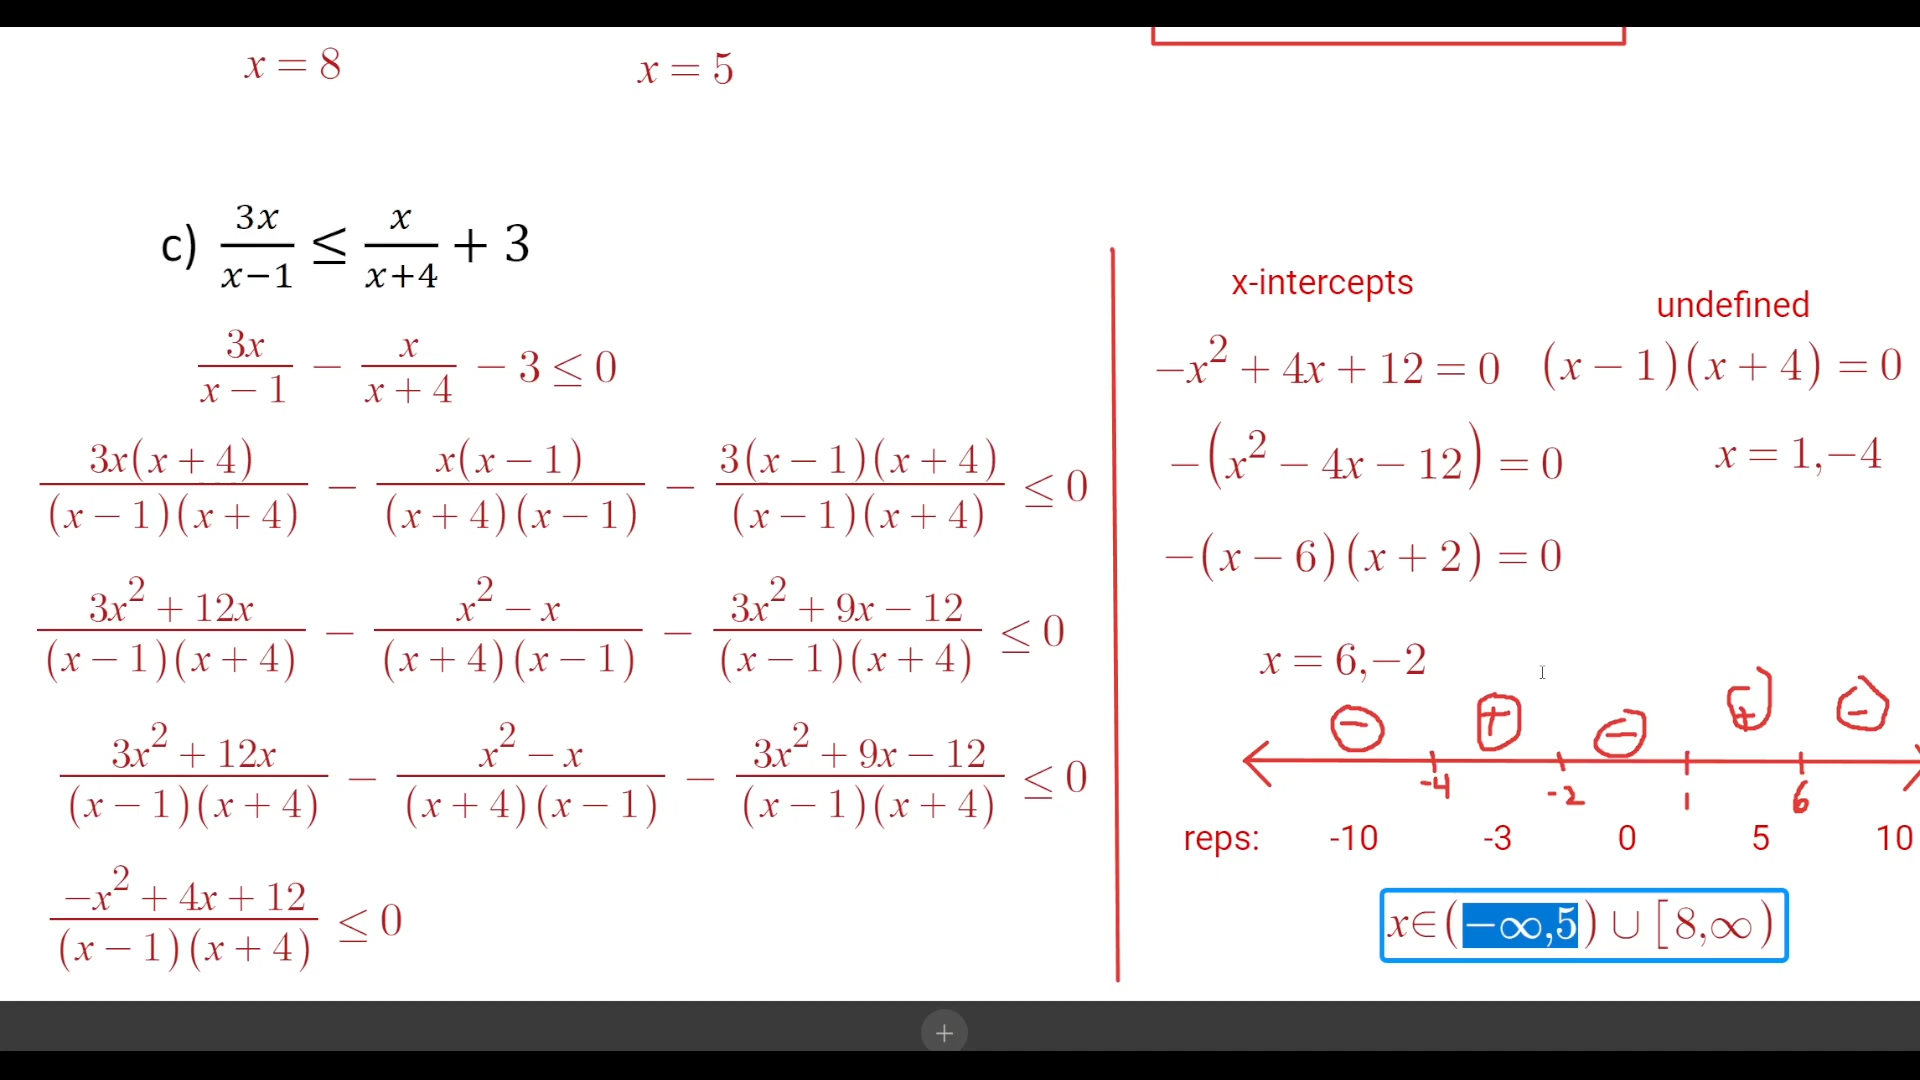 x = 8
x = 5
c) 3x/(x−1) ≤ x/(x+4) + 3
3x/(x − 1) − x/(x + 4) − 3 ≤ 0
3x(x + 4)/((x − 1)(x + 4)) − x(x − 1)/((x + 4)(x − 1)) − 3(x − 1)(x + 4)/((x − 1)(x + 4)) ≤ 0
(3x² + 12x)/((x − 1)(x + 4)) − (x² − x)/((x + 4)(x − 1)) − (3x² + 9x − 12)/((x − 1)(x + 4)) ≤ 0
(3x² + 12x)/((x − 1)(x + 4)) − (x² − x)/((x + 4)(x − 1)) − (3x² + 9x − 12)/((x − 1)(x + 4)) ≤ 0
(−x² + 4x + 12)/((x − 1)(x + 4)) ≤ 0
x-intercepts
−x² + 4x + 12 = 0
−(x² − 4x − 12) = 0
−(x − 6)(x + 2) = 0
x = 6,−2
undefined
(x − 1)(x + 4) = 0
x = 1,−4
− + − + −
-4 -2 1 6
reps: -10 -3 0 5 10
x∈(−∞,5) ∪ [8,∞)